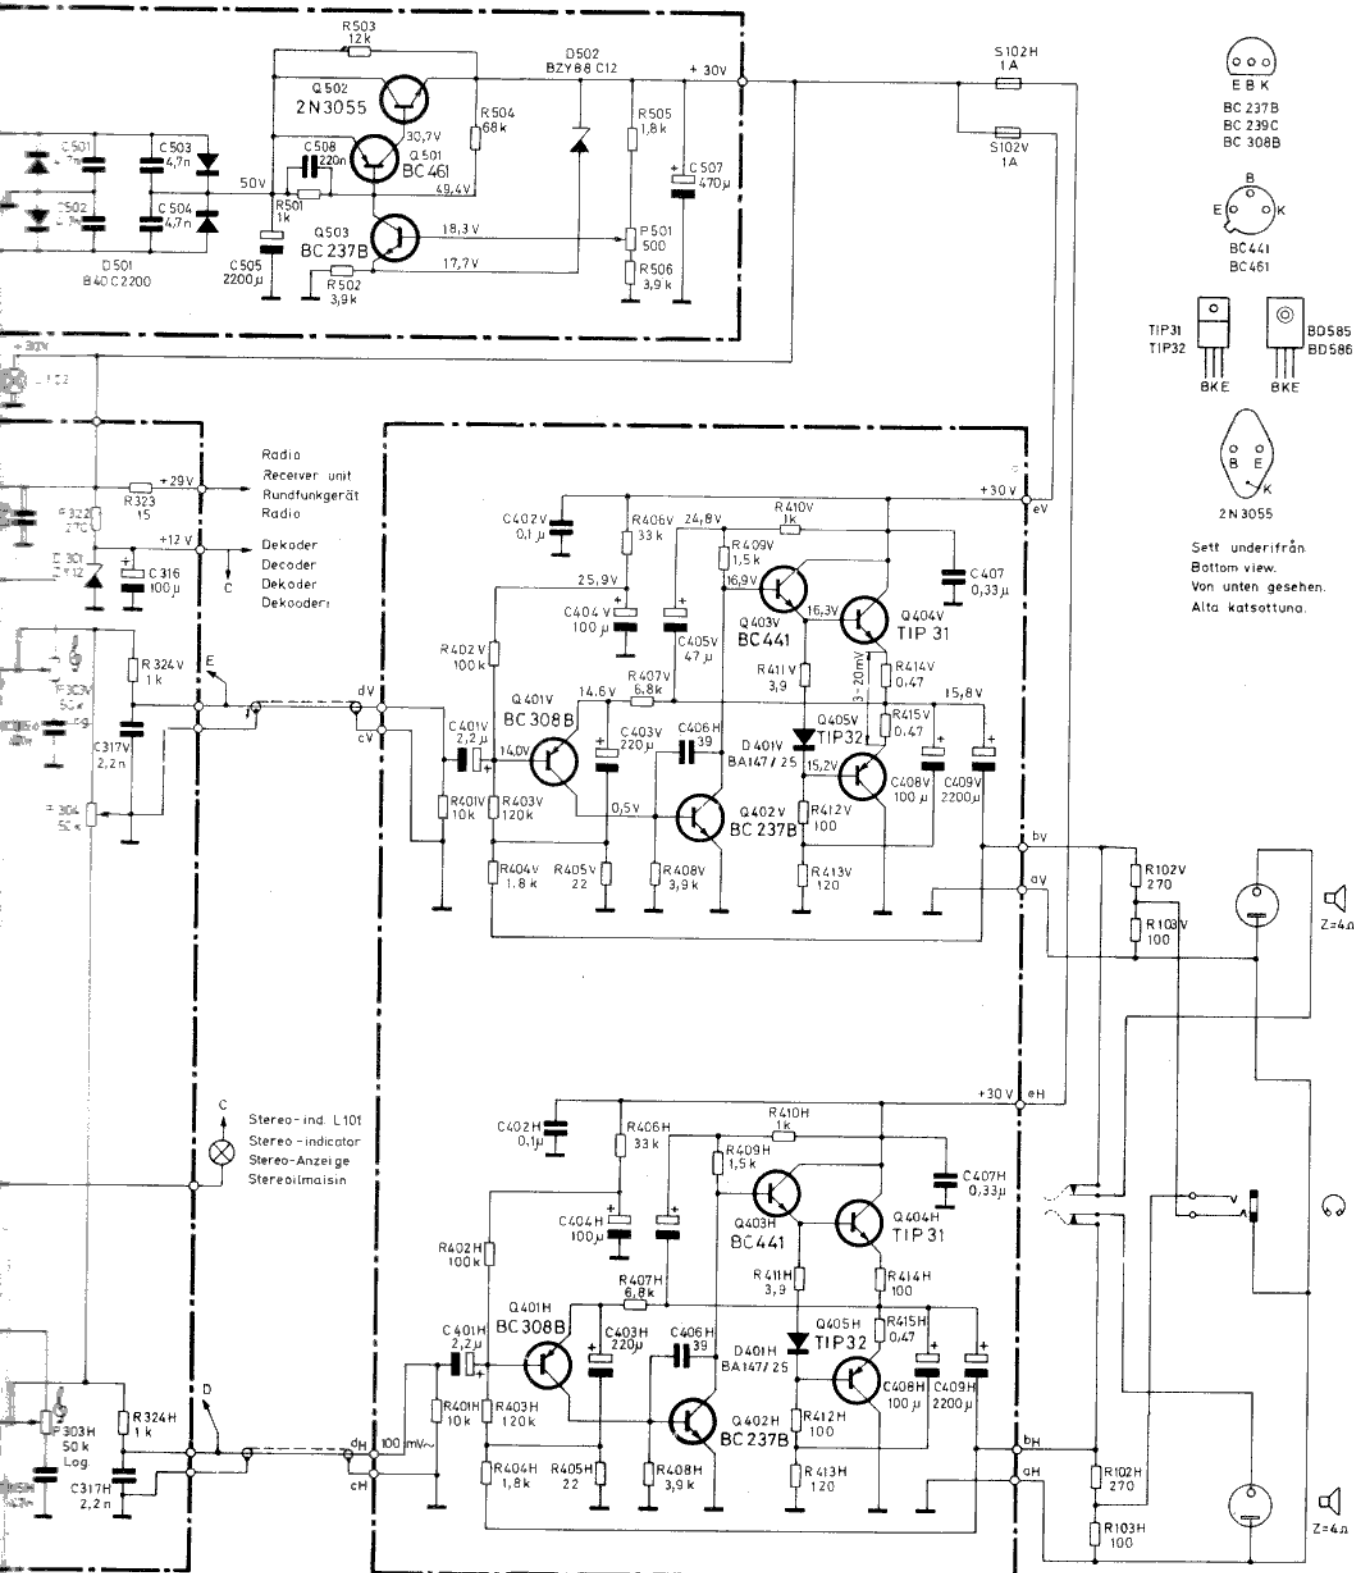 R503
12k
D502
BZY88 C12
+ 30V
S102H
1A
Q502
2N3055
R504
68k
R505
1,8k
S102V
1A
E B K
BC 237B
BC 239C
BC 308B
C501
C503
4,7n
C508
220n
30,7V
Q501
BC461
50V
49,4V
C507
470µ
R501
1k
C502
C504
4,7n
Q503
BC 237B
18,3V
P501
500
17,7V
R506
3,9k
D501
B40 C2200
C505
2200µ
R502
3,9k
B
E
K
BC441
BC461
TIP31
TIP32
BD585
BD586
BKE
BKE
B
E
K
2N3055
Sett underifrån
Bottom view.
Von unten gesehen.
Alta katsottuna.
+ 30V
Radio
Receiver unit
Rundfunkgerät
Radio
+29V
R323
15
+12 V
Dekoder
Decoder
Dekoder
Dekooderi
C
C316
100µ
R324V
1k
E
C317V
2,2n
dV
cV
+30V
eV
C402V
0,1µ
R406V
33k
24,8V
R410V
1k
R409V
1,5k
25,9V
16,9V
C407
0,33µ
C404V
100µ
C405V
47µ
Q403V
BC441
16,3V
Q404V
TIP 31
R402V
100k
R407V
6,8k
R411V
3,9
3-20mV
R414V
0,47
15,8V
Q401V
BC308B
14.6V
C401V
2,2µ
14,0V
C403V
220µ
C406V
39
Q405V
TIP32
R415V
0,47
D401V
BA147/25
15,2V
C408V
100µ
C409V
2200µ
R401V
10k
R403V
120k
0,5V
Q402V
BC 237B
R412V
100
R404V
1.8k
R405V
22
R408V
3,9k
R413V
120
bV
aV
R102V
270
R103V
100
Z=4Ω
C
Stereo-ind. L101
Stereo-indicator
Stereo-Anzeige
Stereoilmaisin
+30V
eH
C402H
0,1µ
R406H
33k
R410H
1k
R409H
1,5k
C407H
0,33µ
C404H
100µ
Q403H
BC441
Q404H
TIP31
R402H
100k
R407H
6,8k
R411H
3,9
R414H
100
Q401H
BC308B
C401H
2,2µ
C403H
220µ
C406H
39
Q405H
TIP32
R415H
0,47
D401H
BA147/25
C408H
100µ
C409H
2200µ
D
R324H
1k
P303H
50k
Log
R401H
10k
R403H
120k
Q402H
BC237B
R412H
100
dH
100mV~
cH
C317H
2,2n
R404H
1,8k
R405H
22
R408H
3,9k
R413H
120
bH
aH
R102H
270
R103H
100
Z=4Ω